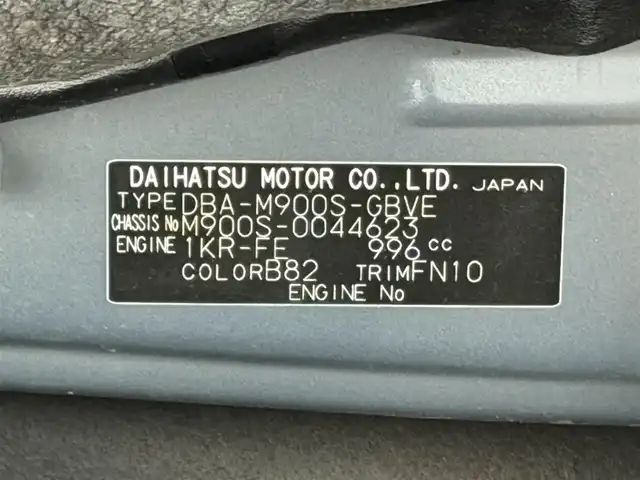 DAIHATSU MOTOR CO.,LTD. JAPAN
TYPE DBA-M900S-GBVE
CHASSIS No M900S-0044623
ENGINE 1KR-FE 996 cc
COLOR B82 TRIM FN10
ENGINE No